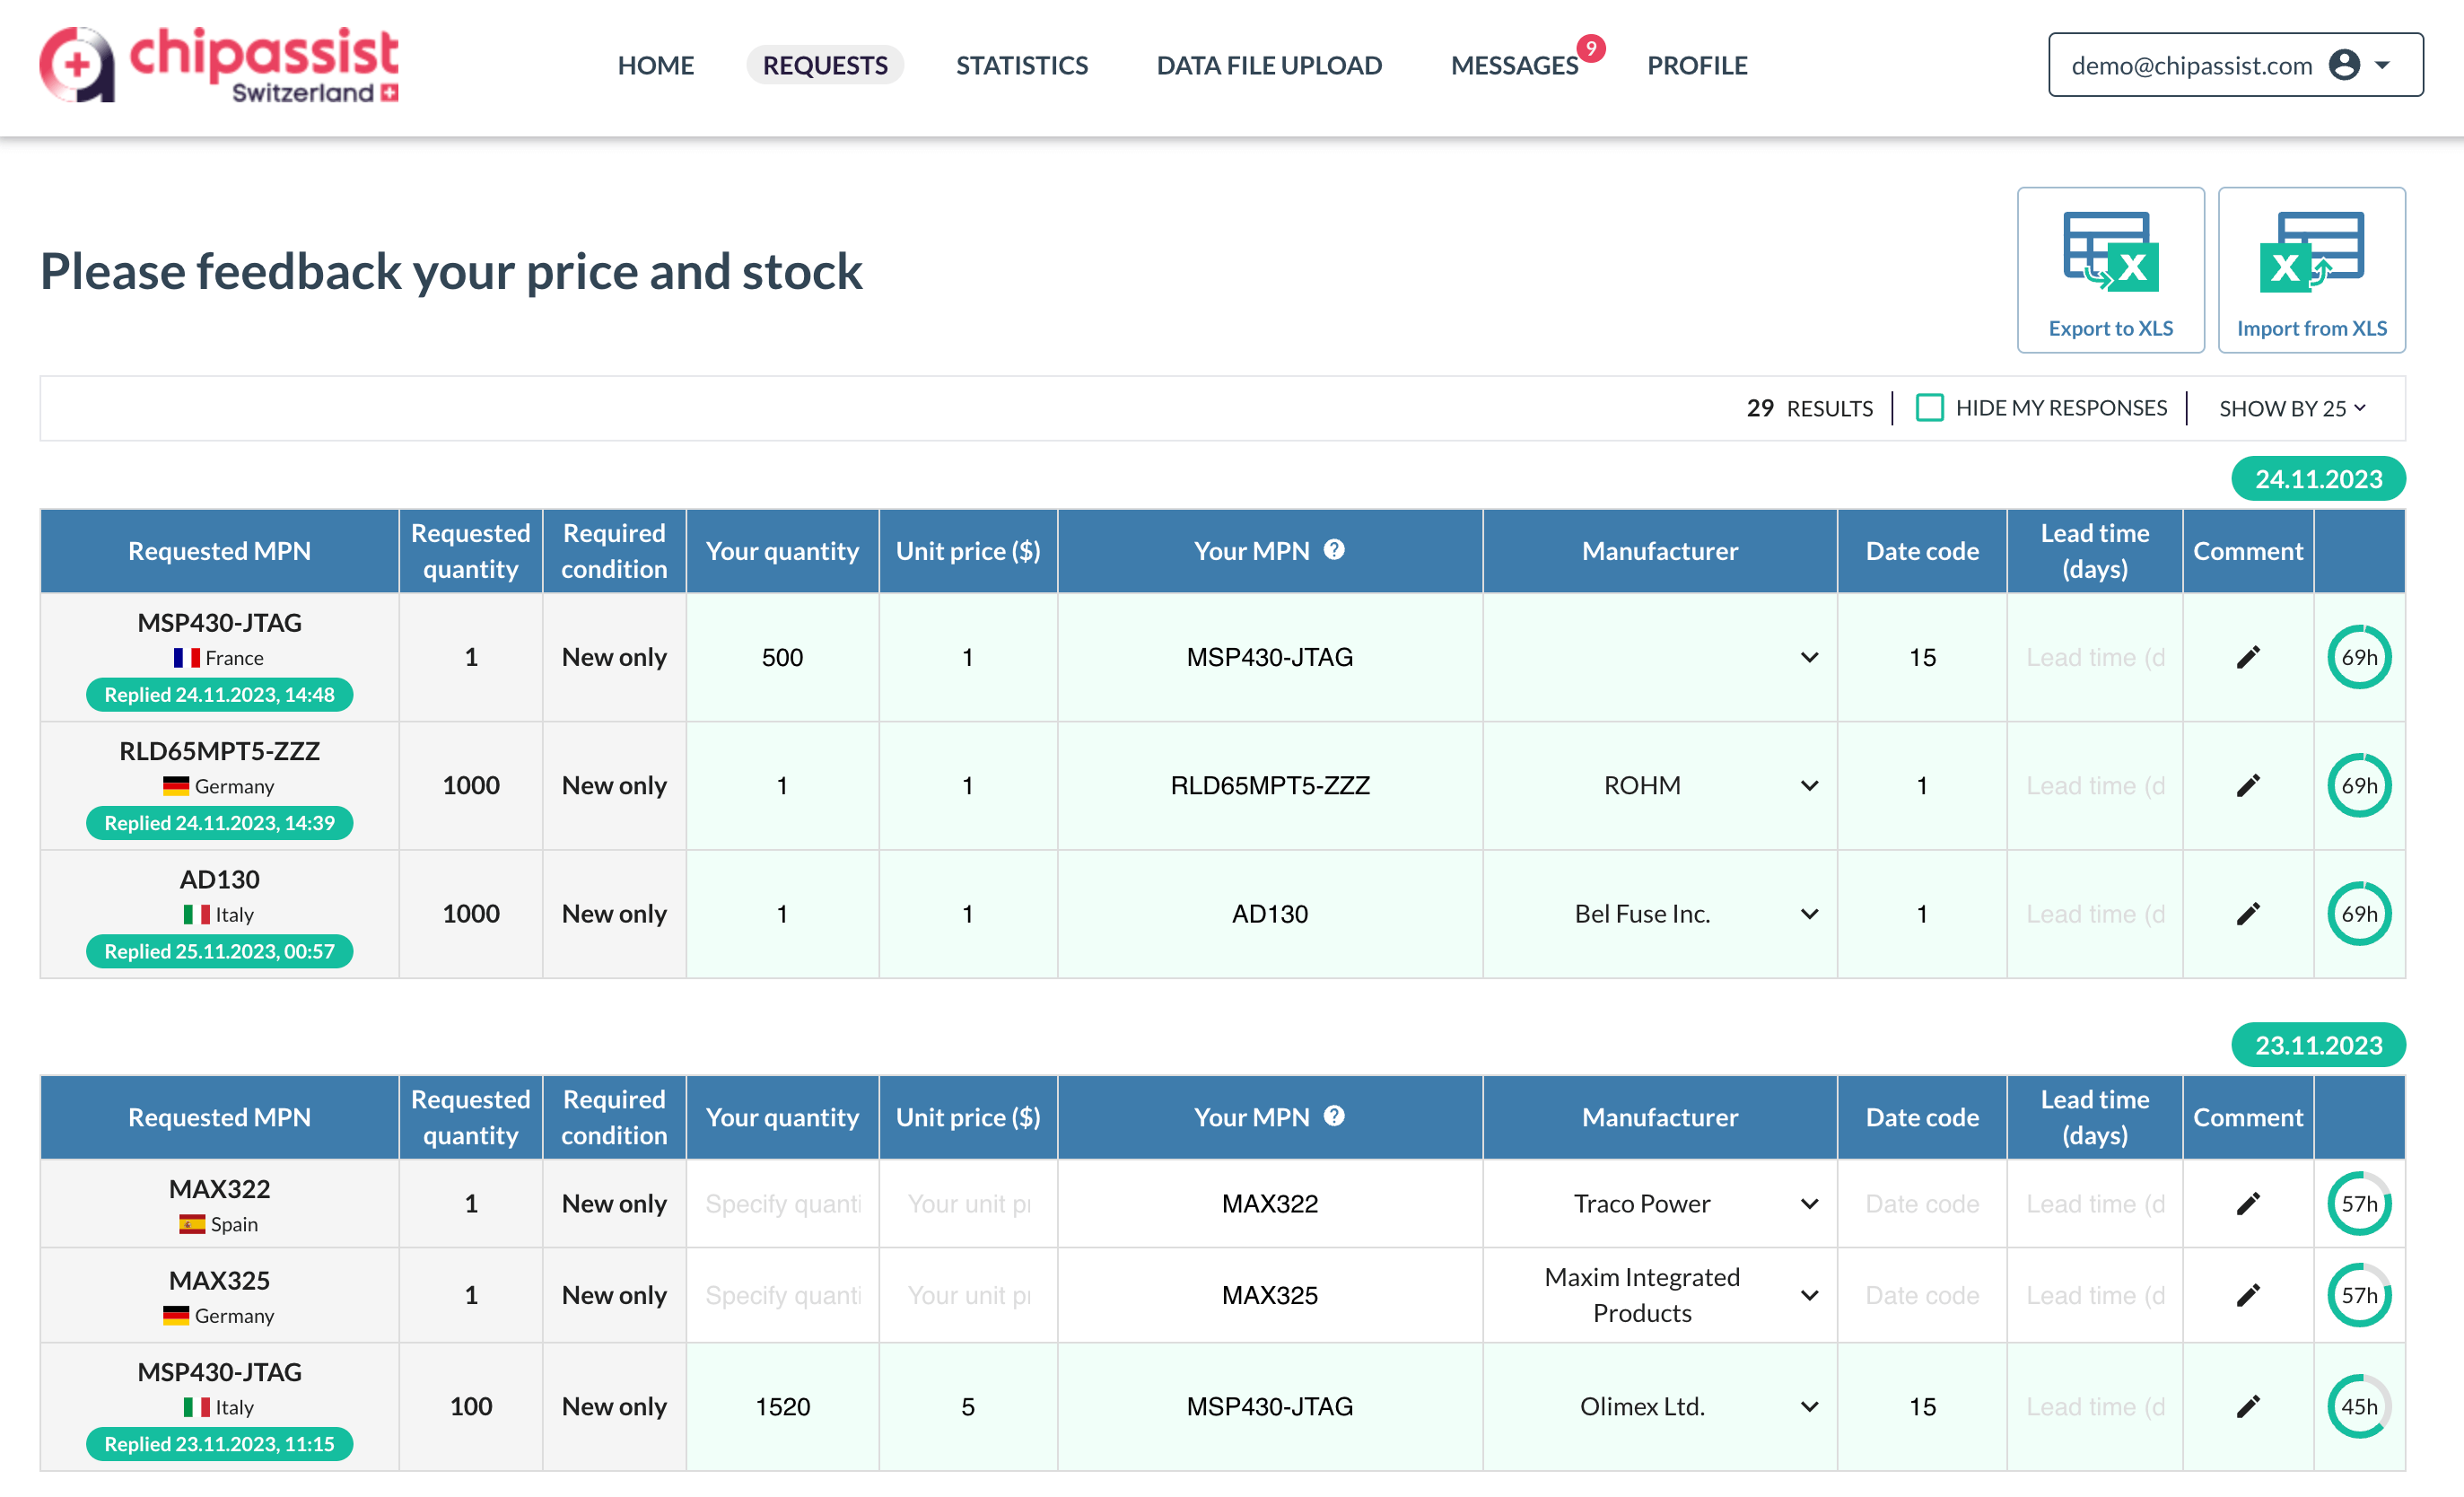 chipassist
Switzerland
HOME
REQUESTS
STATISTICS
DATA FILE UPLOAD
MESSAGES
9
PROFILE
demo@chipassist.com
Please feedback your price and stock
Export to XLS
Import from XLS
29 RESULTS
HIDE MY RESPONSES
SHOW BY 25
24.11.2023
Requested MPN
Requested
quantity
Required
condition
Your quantity
Unit price ($)
Your MPN
Manufacturer
Date code
Lead time
(days)
Comment
MSP430-JTAG
France
Replied 24.11.2023, 14:48
1
New only
500
1
MSP430-JTAG
15
Lead time (d
69h
RLD65MPT5-ZZZ
Germany
Replied 24.11.2023, 14:39
1000
New only
1
1
RLD65MPT5-ZZZ
ROHM
1
Lead time (d
69h
AD130
Italy
Replied 25.11.2023, 00:57
1000
New only
1
1
AD130
Bel Fuse Inc.
1
Lead time (d
69h
23.11.2023
Requested MPN
Requested
quantity
Required
condition
Your quantity
Unit price ($)
Your MPN
Manufacturer
Date code
Lead time
(days)
Comment
MAX322
Spain
1
New only
Specify quanti
Your unit pr
MAX322
Traco Power
Date code
Lead time (d
57h
MAX325
Germany
1
New only
Specify quanti
Your unit pr
MAX325
Maxim Integrated
Products
Date code
Lead time (d
57h
MSP430-JTAG
Italy
Replied 23.11.2023, 11:15
100
New only
1520
5
MSP430-JTAG
Olimex Ltd.
15
Lead time (d
45h